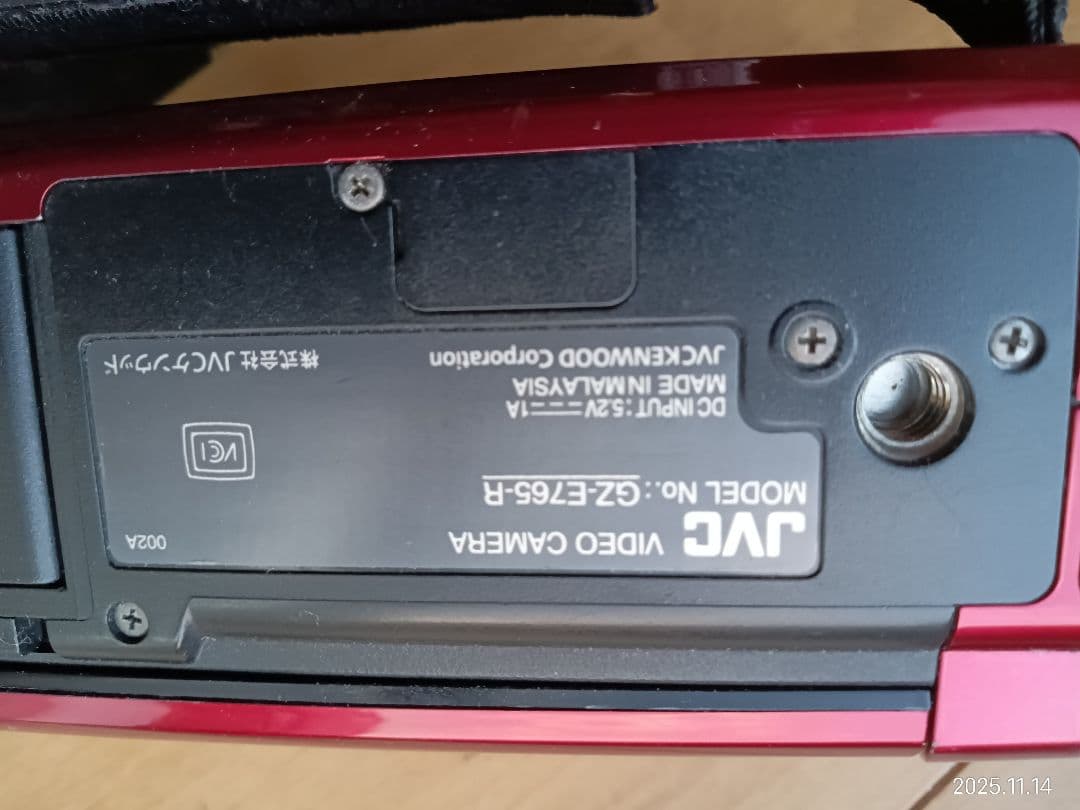 JVC VIDEO CAMERA
002A
MODEL No.: GZ-E765-R
VCI
DC INPUT : 5.2V ⎓ 1A
MADE IN MALAYSIA
JVCKENWOOD Corporation
株式会社 JVCケンウッド
2025.11.14